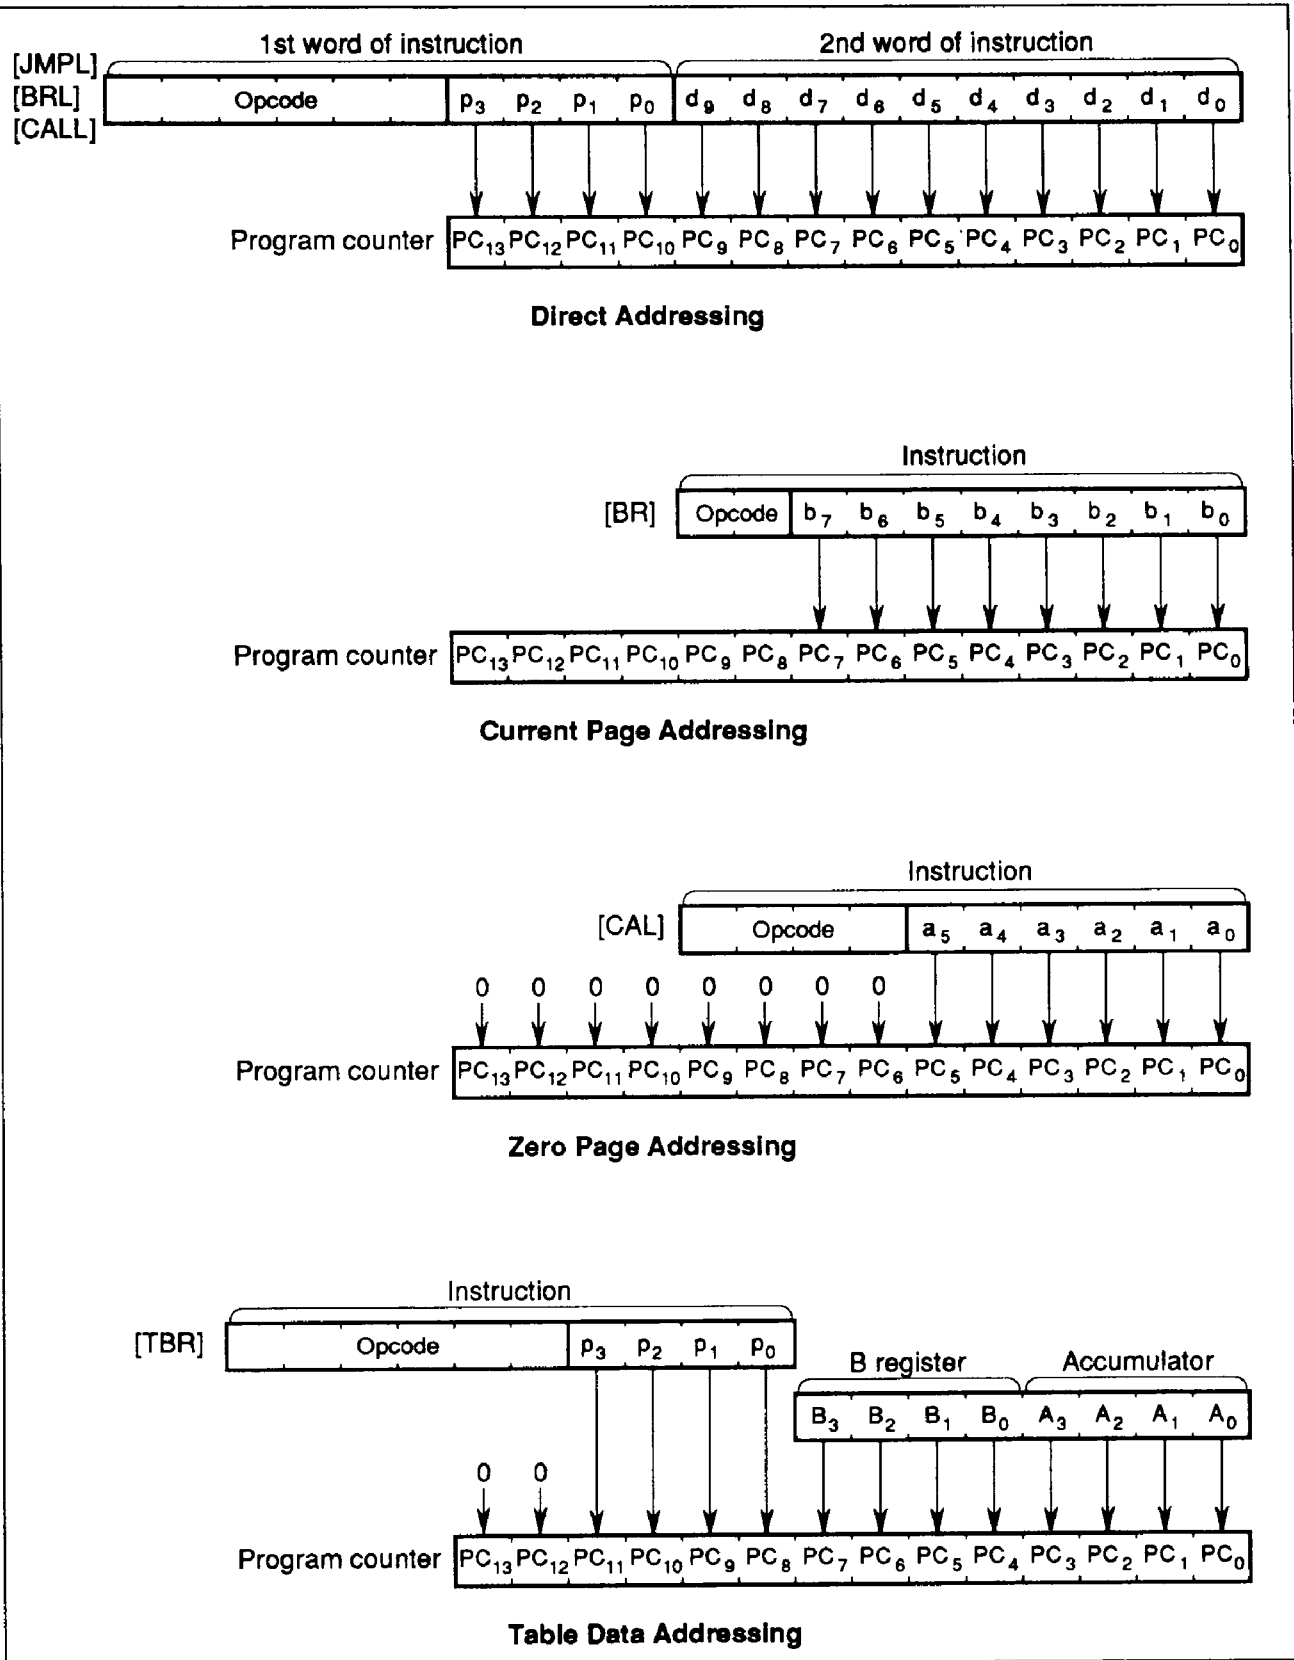 1st word of instruction 2nd word of instruction
[JMPL]
[BRL] Opcode p3 p2 p1 p0 d9 d8 d7 d6 d5 d4 d3 d2 d1 d0
[CALL]
Program counter PC13 PC12 PC11 PC10 PC9 PC8 PC7 PC6 PC5 PC4 PC3 PC2 PC1 PC0
Direct Addressing
Instruction
[BR] Opcode b7 b6 b5 b4 b3 b2 b1 b0
Program counter PC13 PC12 PC11 PC10 PC9 PC8 PC7 PC6 PC5 PC4 PC3 PC2 PC1 PC0
Current Page Addressing
Instruction
[CAL] Opcode a5 a4 a3 a2 a1 a0
0 0 0 0 0 0 0 0
Program counter PC13 PC12 PC11 PC10 PC9 PC8 PC7 PC6 PC5 PC4 PC3 PC2 PC1 PC0
Zero Page Addressing
Instruction
[TBR] Opcode p3 p2 p1 p0
B register Accumulator
B3 B2 B1 B0 A3 A2 A1 A0
0 0
Program counter PC13 PC12 PC11 PC10 PC9 PC8 PC7 PC6 PC5 PC4 PC3 PC2 PC1 PC0
Table Data Addressing